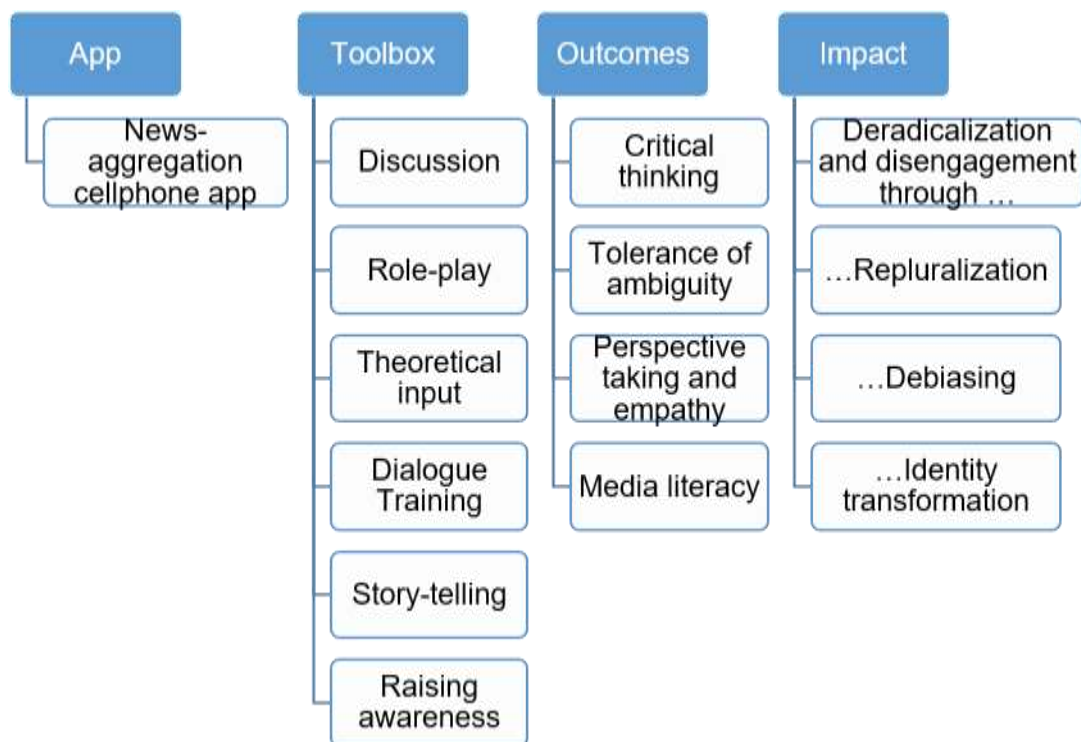 App
News-
aggregation
cellphone app
Toolbox
Discussion
Role-play
Theoretical
input
Dialogue
Training
Story-telling
Raising
awareness
Outcomes
Critical
thinking
Tolerance of
ambiguity
Perspective
taking and
empathy
Media literacy
Impact
Deradicalization
and disengagement
through …
…Repluralization
…Debiasing
…Identity
transformation